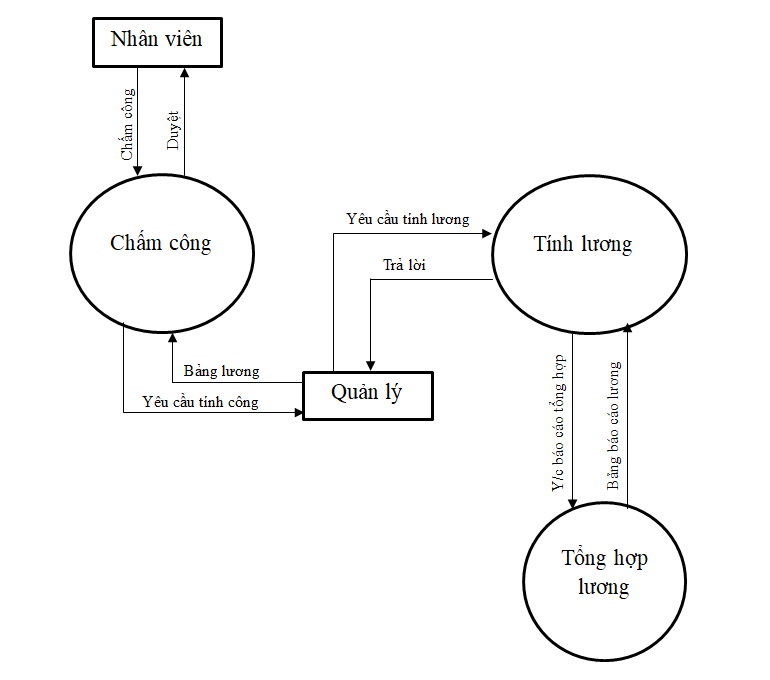 Nhân viên
Chấm công
Duyệt
Chấm công
Yêu cầu tính lương
Tính lương
Trả lời
Bảng lương
Quản lý
Yêu cầu tính công
Y/c báo cáo tổng hợp
Bảng báo cáo lương
Tổng hợp
lương